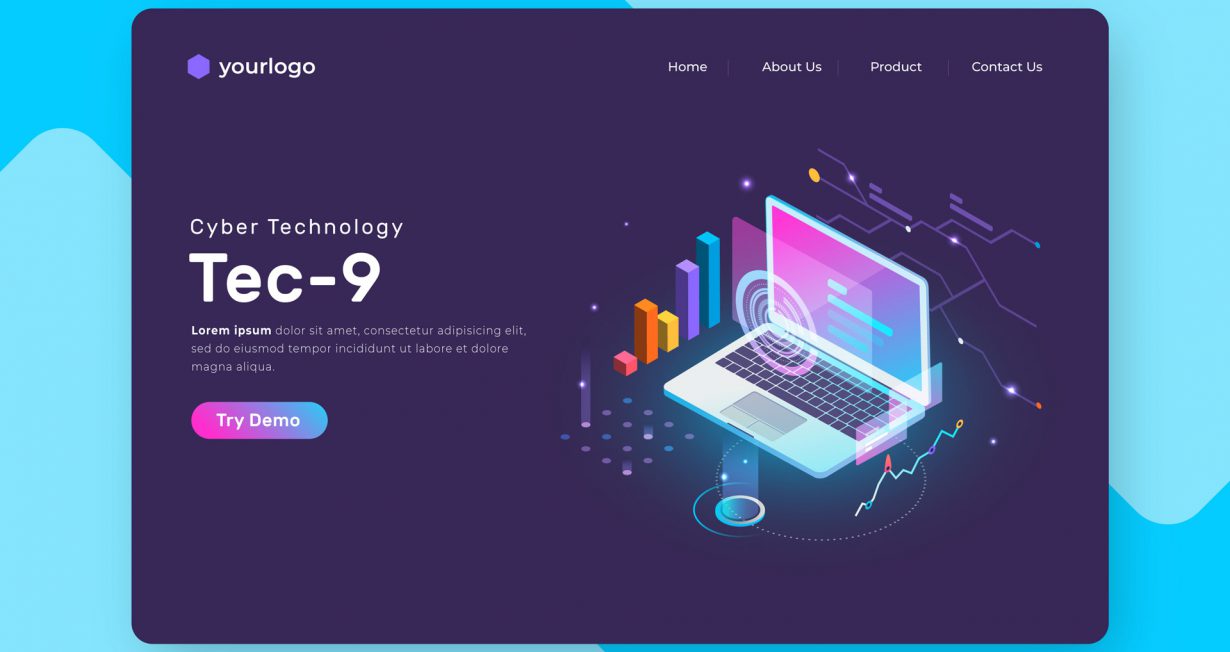 yourlogo
Home
About Us
Product
Contact Us
Cyber Technology
Tec-9
Lorem ipsum dolor sit amet, consectetur adipisicing elit,
sed do eiusmod tempor incididunt ut labore et dolore
magna aliqua.
Try Demo